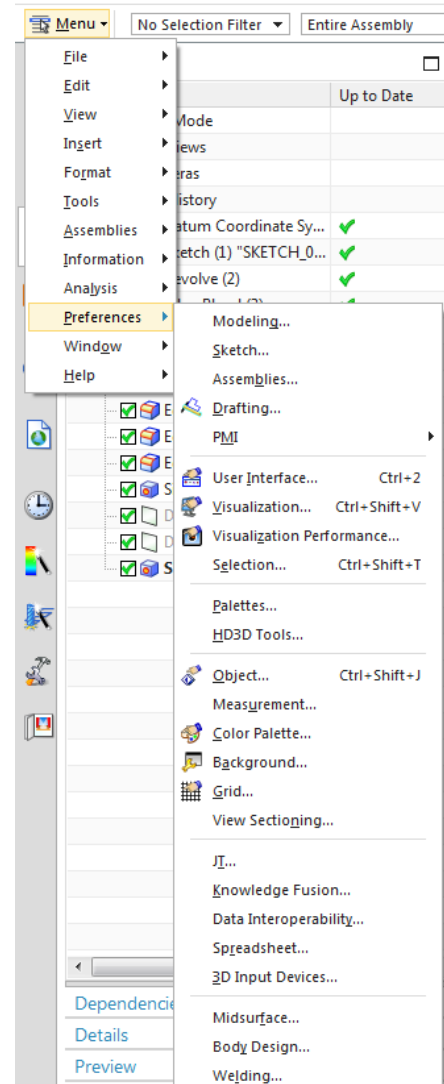 Menu No Selection Filter Entire Assembly
File
Up to Date
Edit
View Mode
Insert iews
Format eras
Tools istory
Assemblies atum Coordinate Sy...
Information etch (1) "SKETCH_0...
Analysis evolve (2)
Preferences
Window
Help
Modeling...
Sketch...
Assemblies...
E Drafting...
E PMI
E
S User Interface... Ctrl+2
D Visualization... Ctrl+Shift+V
D Visualization Performance...
S Selection... Ctrl+Shift+T
Palettes...
HD3D Tools...
Object... Ctrl+Shift+J
Measurement...
Color Palette...
Background...
Grid...
View Sectioning...
JT...
Knowledge Fusion...
Data Interoperability...
Spreadsheet...
3D Input Devices...
Dependencie
Midsurface...
Details
Body Design...
Preview
Welding...